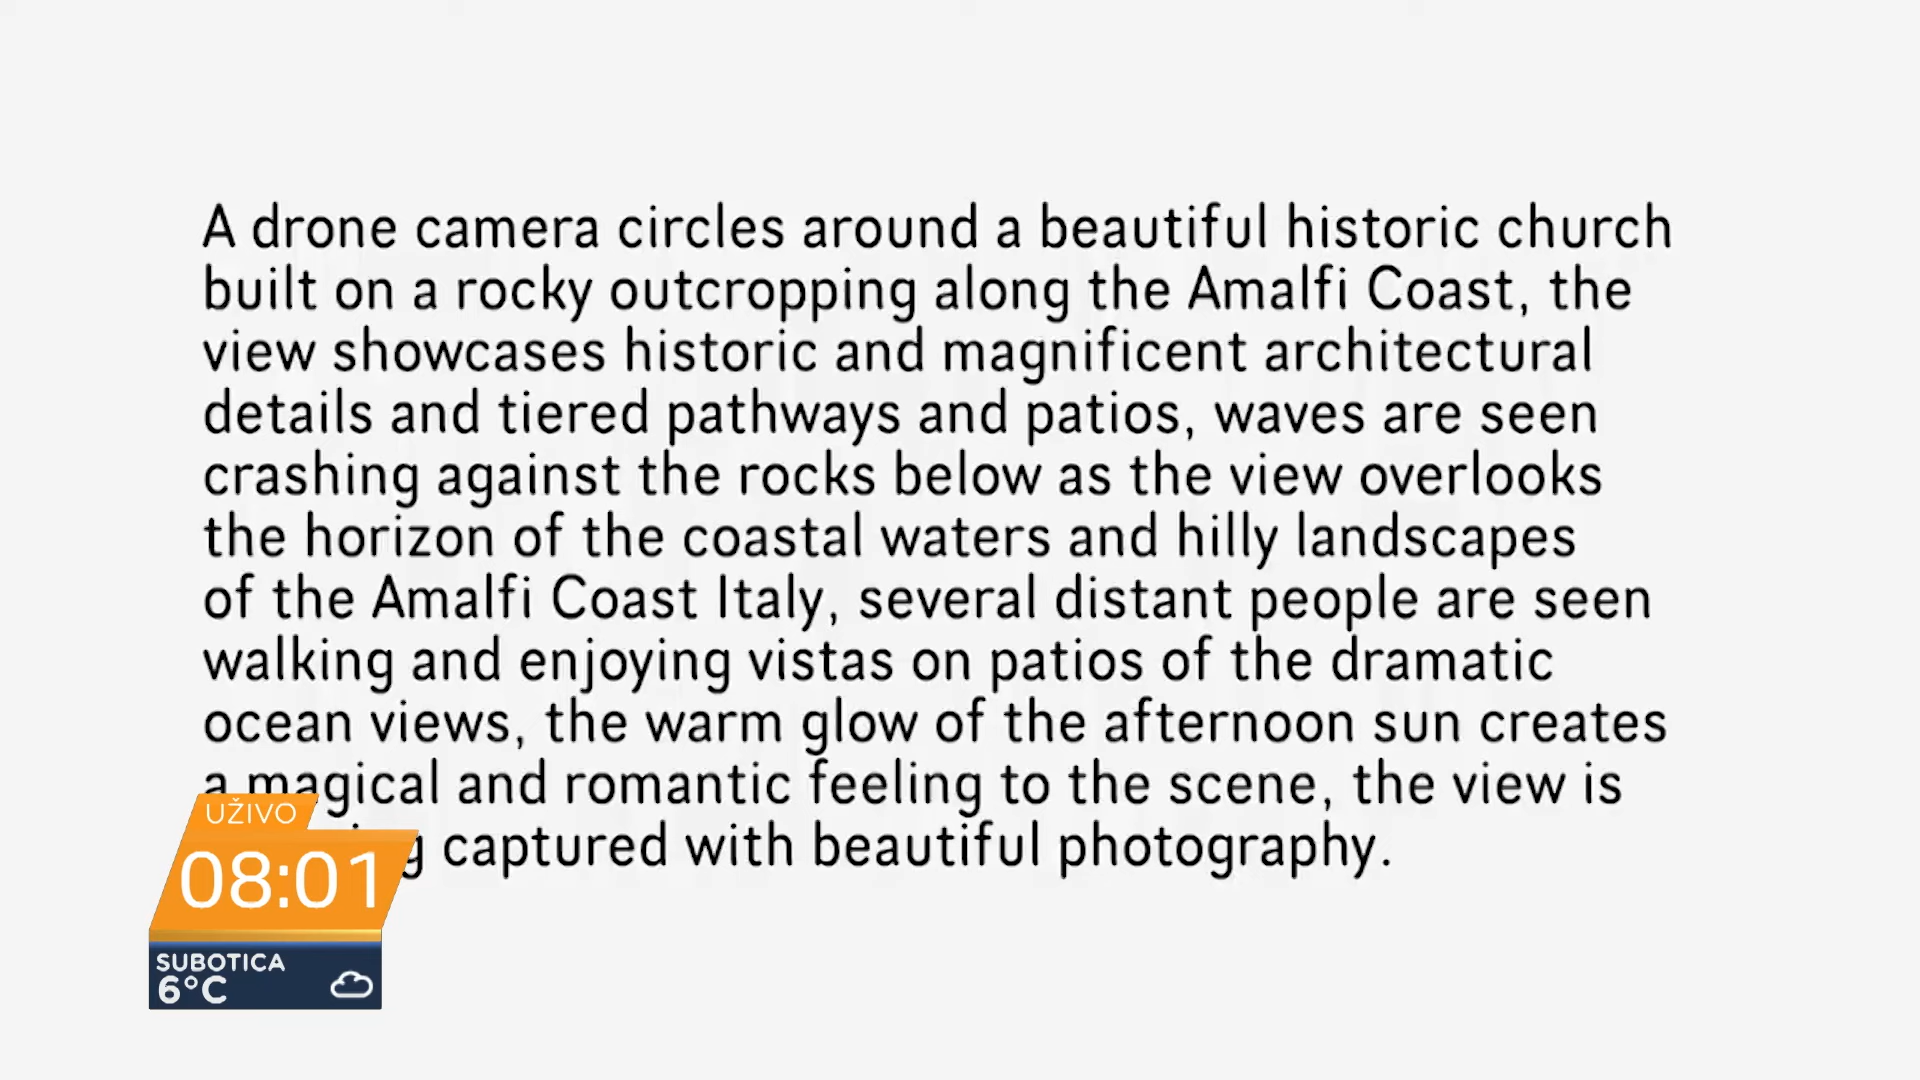 A drone camera circles around a beautiful historic church
built on a rocky outcropping along the Amalfi Coast, the
view showcases historic and magnificent architectural
details and tiered pathways and patios, waves are seen
crashing against the rocks below as the view overlooks
the horizon of the coastal waters and hilly landscapes
of the Amalfi Coast Italy, several distant people are seen
walking and enjoying vistas on patios of the dramatic
ocean views, the warm glow of the afternoon sun creates
a magical and romantic feeling to the scene, the view is
captured with beautiful photography.
UŽIVO
08:01
SUBOTICA
6°C